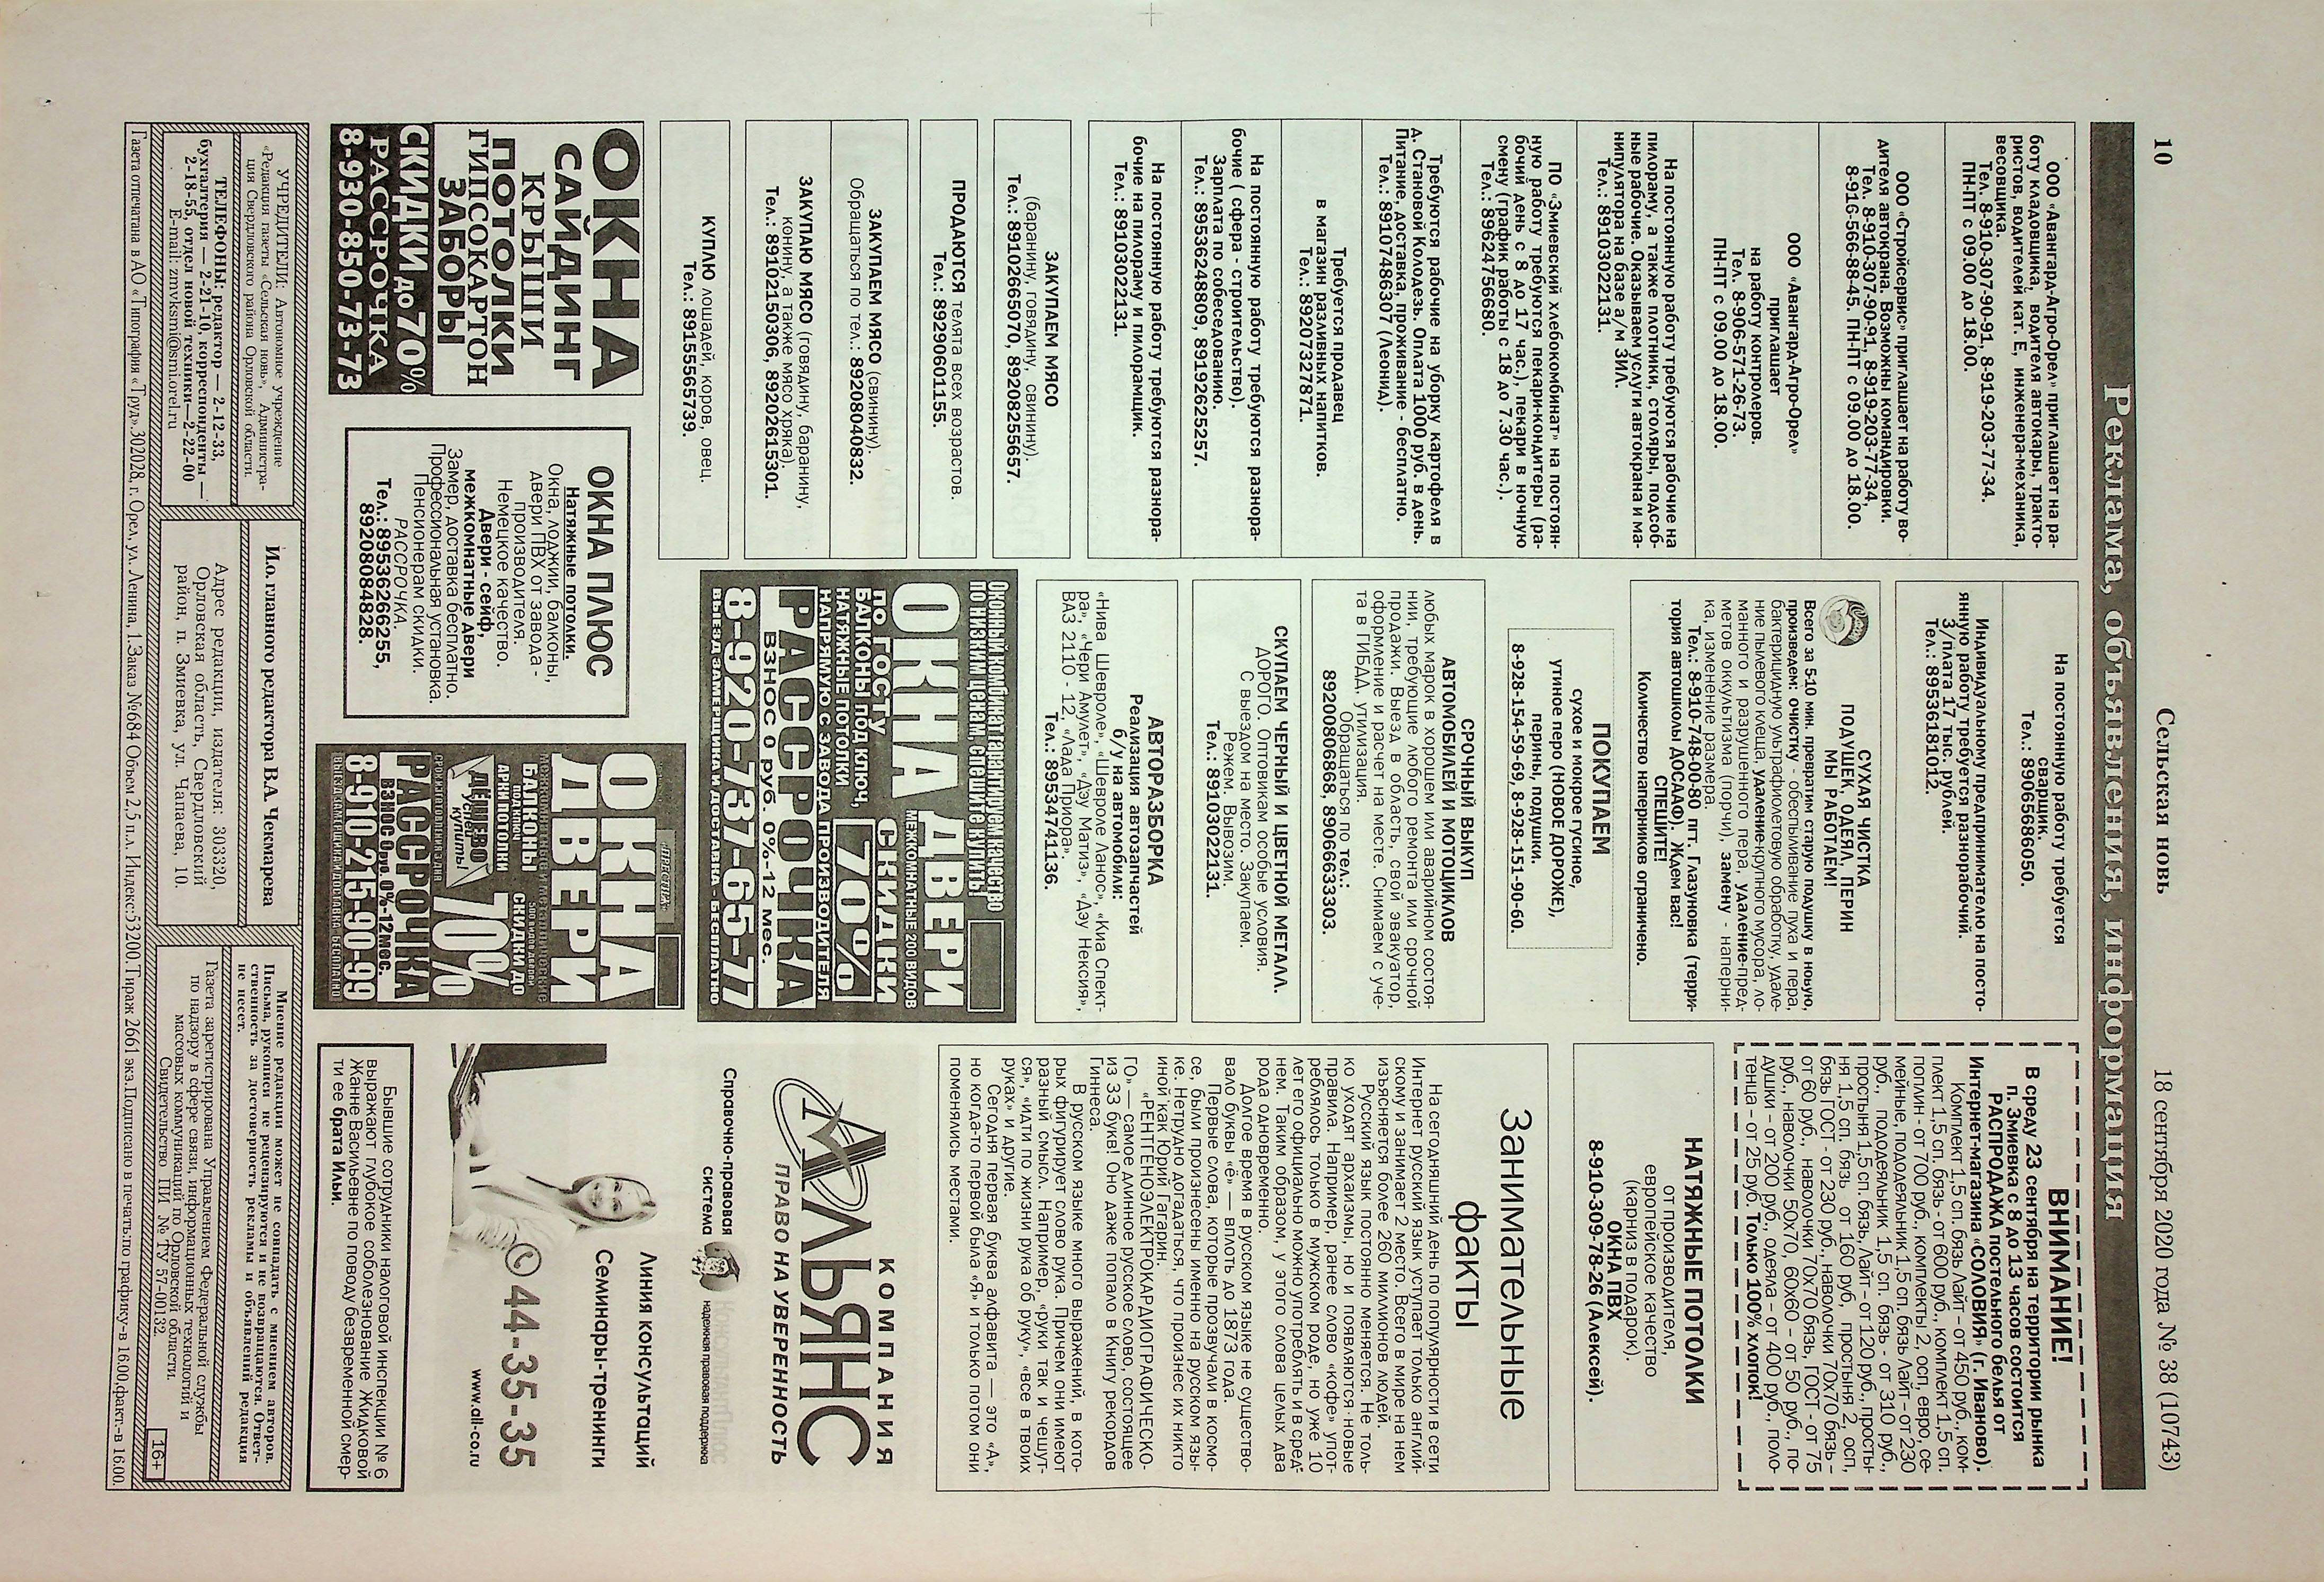 10
Сельская новь
18 сентября 2020 года № 38 (10743)
Реклама, объявления, информация
ООО «Авангард-Агро-Орел» приглашает на ра-
боту кладовщика, водителя автокары, тракто-
ристов, водителей кат. Е, инженера-механика,
весовщика.
Тел. 8-910-307-90-91, 8-919-203-77-34.
ПН-ПТ с 09.00 до 18.00.
ООО «Стройсервис» приглашает на работу во-
дителя автокрана. Возможны командировки.
Тел. 8-910-307-90-91, 8-919-203-77-34,
8-916-566-88-45. ПН-ПТ с 09.00 до 18.00.
ООО «Авангард-Агро-Орел»
приглашает
на работу контролеров.
Тел. 8-906-571-26-73.
ПН-ПТ с 09.00 до 18.00.
На постоянную работу требуются рабочие на
пилораму, а также плотники, столяры, подсоб-
ные рабочие. Оказываем услуги автокрана и ма-
нипулятора на базе а/м ЗИЛ.
Тел.: 89103022131.
ПО «Змиевский хлебокомбинат» на постоян-
ную работу требуются пекари-кондитеры (ра-
бочий день с 8 до 17 час.), пекари в ночную
смену (график работы с 18 до 7.30 час.).
Тел.: 89624756680.
Требуются рабочие на уборку картофеля в
д. Становой Колодезь. Оплата 1000 руб. в день.
Питание, доставка, проживание - бесплатно.
Тел.: 89107486307 (Леонид).
Требуется продавец
в магазин разливных напитков.
Тел.: 89207327871.
На постоянную работу требуются разнора-
бочие ( сфера - строительство).
Зарплата по собеседованию.
Тел.: 89536248809, 89192625257.
На постоянную работу требуются разнора-
бочие на пилораму и пилорамщик.
Тел.: 89103022131.
ЗАКУПАЕМ МЯСО
(баранину, говядину, свинину).
Тел.: 89102665070, 89208255657.
ПРОДАЮТСЯ телята всех возрастов.
Тел.: 89290601155.
ЗАКУПАЕМ МЯСО (свинину).
Обращаться по тел.: 89208040832.
ЗАКУПАЮ МЯСО (говядину, баранину,
конину, а также мясо хряка).
Тел.: 89102150306, 89202615301.
КУПЛЮ лошадей, коров, овец.
Тел.: 89155565739.
ОКНА
САЙДИНГ
КРЫШИ
ПОТОЛКИ
ГИПСОКАРТОН
ЗАБОРЫ
СКИДКИ до 70%
РАССРОЧКА
8-930-850-73-73
На постоянную работу требуется
сварщик.
Тел.: 89065686050.
Индивидуальному предпринимателю на посто-
янную работу требуется разнорабочий.
З/плата 17 тыс. рублей.
Тел.: 89536181012.
СУХАЯ ЧИСТКА
ПОДУШЕК, ОДЕЯЛ, ПЕРИН
МЫ РАБОТАЕМ!
Всего за 5-10 мин. превратим старую подушку в новую,
произведем: очистку - обеспыливание пуха и пера,
бактерицидную ультрафиолетовую обработку, удале-
ние пылевого клеща, удаление-крупного мусора, ло-
манного и разрушенного пера, удаление-пред-
метов оккультизма (порчи), замену - наперни-
ка, изменение размера.
Тел.: 8-910-748-00-80 пгт. Глазуновка (терри-
тория автошколы ДОСААФ). Ждем вас!
СПЕШИТЕ!
Количество наперников ограничено.
ПОКУПАЕМ
сухое и мокрое гусиное,
утиное перо (НОВОЕ ДОРОЖЕ),
перины, подушки.
8-928-154-59-69, 8-928-151-90-60.
СРОЧНЫЙ ВЫКУП
АВТОМОБИЛЕЙ И МОТОЦИКЛОВ
любых марок в хорошем или аварийном состоя-
нии, требующие любого ремонта или срочной
продажи. Выезд в область, свой эвакуатор,
оформление и расчет на месте. Снимаем с уче-
та в ГИБДД, утилизация.
Обращаться по тел.:
89200806868, 89066633303.
СКУПАЕМ ЧЕРНЫЙ И ЦВЕТНОЙ МЕТАЛЛ.
ДОРОГО. Оптовикам особые условия.
С выездом на место. Закупаем.
Режем. Вывозим.
Тел.: 89103022131.
АВТОРАЗБОРКА
Реализация автозапчастей
б/у на автомобили:
«Нива Шевроле», «Шевроле Ланос», «Киа Спект-
ра», «Чери Амулет», «Дэу Матиз», «Дэу Нексия»,
ВАЗ 2110 - 12, «Лада Приора».
Тел.: 89534741136.
Оконный комбинат гарантируем качество
по низким ценам, спешите купить!
ОКНА ДВЕРИ
МЕЖКОМНАТНЫЕ 200 ВИДОВ
ПО ГОСТУ
БАЛКОНЫ ПОД КЛЮЧ,
НАТЯЖНЫЕ ПОТОЛКИ
СКИДКИ
70%
НАПРЯМУЮ С ЗАВОДА ПРОИЗВОДИТЕЛЯ
РАССРОЧКА
ВЗНОС 0 руб. 0%-12 мес.
8-920-737-65-77
ВЫЕЗД ЗАМЕРЩИКА И ДОСТАВКА - БЕСПЛАТНО
ОКНА ПЛЮС
Натяжные потолки.
Окна, лоджии, балконы,
двери ПВХ от завода -
производителя.
Немецкое качество.
Двери - сейф,
межкомнатные двери
Замер, доставка бесплатно.
Профессиональная установка.
Пенсионерам скидки.
РАССРОЧКА.
Тел.: 89536266255,
89208084828.
«ПРЕСТИЖ»
ОКНА
ДВЕРИ
БАЛКОНЫ
ПОД КЛЮЧ
АРКИ ПОТОЛКИ
СКИДКИ ДО
70%
ДЁШЕВО
успей
купить!
РАССРОЧКА
ВЗНОС 0 руб. 0%-12мес.
8-910-215-90-99
ВЫЕЗД ЗАМЕРЩИКА И ДОСТАВКА - БЕСПЛАТНО
ВНИМАНИЕ!
В среду 23 сентября на территории рынка
п. Змиевка с 8 до 13 часов состоится
РАСПРОДАЖА постельного белья от
Интернет-магазина «СОЛОВИЯ» (г. Иваново).
Комплект 1,5 сп. бязь Лайт – от 450 руб., ком-
плект 1,5 сп. бязь - от 600 руб., комплект 1,5 сп.
поплин - от 700 руб., комплекты 2, осп, евро, се-
мейные, пододеяльник 1,5 сп. бязь Лайт – от 230
руб., пододеяльник 1,5 сп. бязь - от 310 руб.,
простыня 1,5 сп. бязь Лайт – от 120 руб., просты-
ня 1,5 сп. бязь - от 160 руб, простыня 2, осп,
бязь ГОСТ - от 230 руб., наволочки 70х70 бязь –
от 60 руб., наволочки 70х70 бязь, ГОСТ - от 75
руб., наволочки 50х70, 60х60 – от 50 руб., по-
душки – от 200 руб., одеяла – от 400 руб., поло-
тенца – от 25 руб. Только 100% хлопок!
НАТЯЖНЫЕ ПОТОЛКИ
от производителя,
европейское качество
(карниз в подарок).
ОКНА ПВХ
8-910-309-78-26 (Алексей).
Занимательные
факты
На сегодняшний день по популярности в сети
Интернет русский язык уступает только англий-
скому и занимает 2 место. Всего в мире на нем
изъясняется более 260 миллионов людей.
Русский язык постоянно меняется. Не толь-
ко уходят архаизмы, но и появляются новые
правила. Например, ранее слово «кофе» упот-
реблялось только в мужском роде, но уже 10
лет его официально можно употреблять и в сред-
нем. Таким образом, у этого слова целых два
рода одновременно.
Долгое время в русском языке не существо-
вало буквы «ё» — вплоть до 1873 года.
Первые слова, которые прозвучали в космо-
се, были произнесены именно на русском язы-
ке. Нетрудно догадаться, что произнес их никто
иной как Юрий Гагарин.
«РЕНТГЕНОЭЛЕКТРОКАРДИОГРАФИЧЕСКО-
ГО» — самое длинное руское слово, состоящее
из 33 букв! Оно даже попало в Книгу рекордов
Гиннеса.
В русском языке много выражений, в кото-
рых фигурирует слово рука. Причем они имеют
разный смысл. Например, «руки так и чешут-
ся», «идти по жизни рука об руку», «все в твоих
руках» и другие.
Сегодня первая буква алфавита — это «А»,
но когда-то первой была «Я» и только потом они
поменялись местами.
КОМПАНИЯ
АЛЬЯНС
ПРАВО НА УВЕРЕННОСТЬ
Справочно-правовая
система
КонсультантПлюс
надежная правовая поддержка
Линия консультаций
Семинары-тренинги
44-35-35
www.all-co.ru
Бывшие сотрудники налоговой инспекции № 6
выражают глубокое соболезнование Жидковой
Жанне Васильевне по поводу безвременной смер-
ти ее брата Ильи.
УЧРЕДИТЕЛИ: Автономное учреждение
«Редакция газеты «Сельская новь», Администра-
ция Свердловского района Орловской области.
ТЕЛЕФОНЫ: редактор — 2-12-33,
бухгалтерия — 2-21-10, корреспонденты —
2-18-55, отдел новой техники—2-22-00
E-mail: zmvksmi@smi.orel.ru
И.о. главного редактора В.А. Чекмарева
Адрес редакции, издателя: 303320,
Орловская область, Свердловский
район, п. Змиевка, ул. Чапаева, 10.
Мнение редакции может не совпадать с мнением авторов.
Письма, рукописи не рецензируются и не возвращаются. Ответ-
ственность за достоверность рекламы и объявлений редакция
не несет.
Газета зарегистрирована Управлением Федеральной службы
по надзору в сфере связи, информационных технологий и
массовых коммуникаций по Орловской области.
Свидетельство ПИ № ТУ 57-00132.
16+
Газета отпечатана в АО «Типография «Труд», 302028, г. Орел, ул. Ленина, 1. Заказ №684 Объем 2,5 п.л. Индекс-53200. Тираж 2661 экз. Подписано в печать:по графику-в 16.00,факт.-в 16.00.